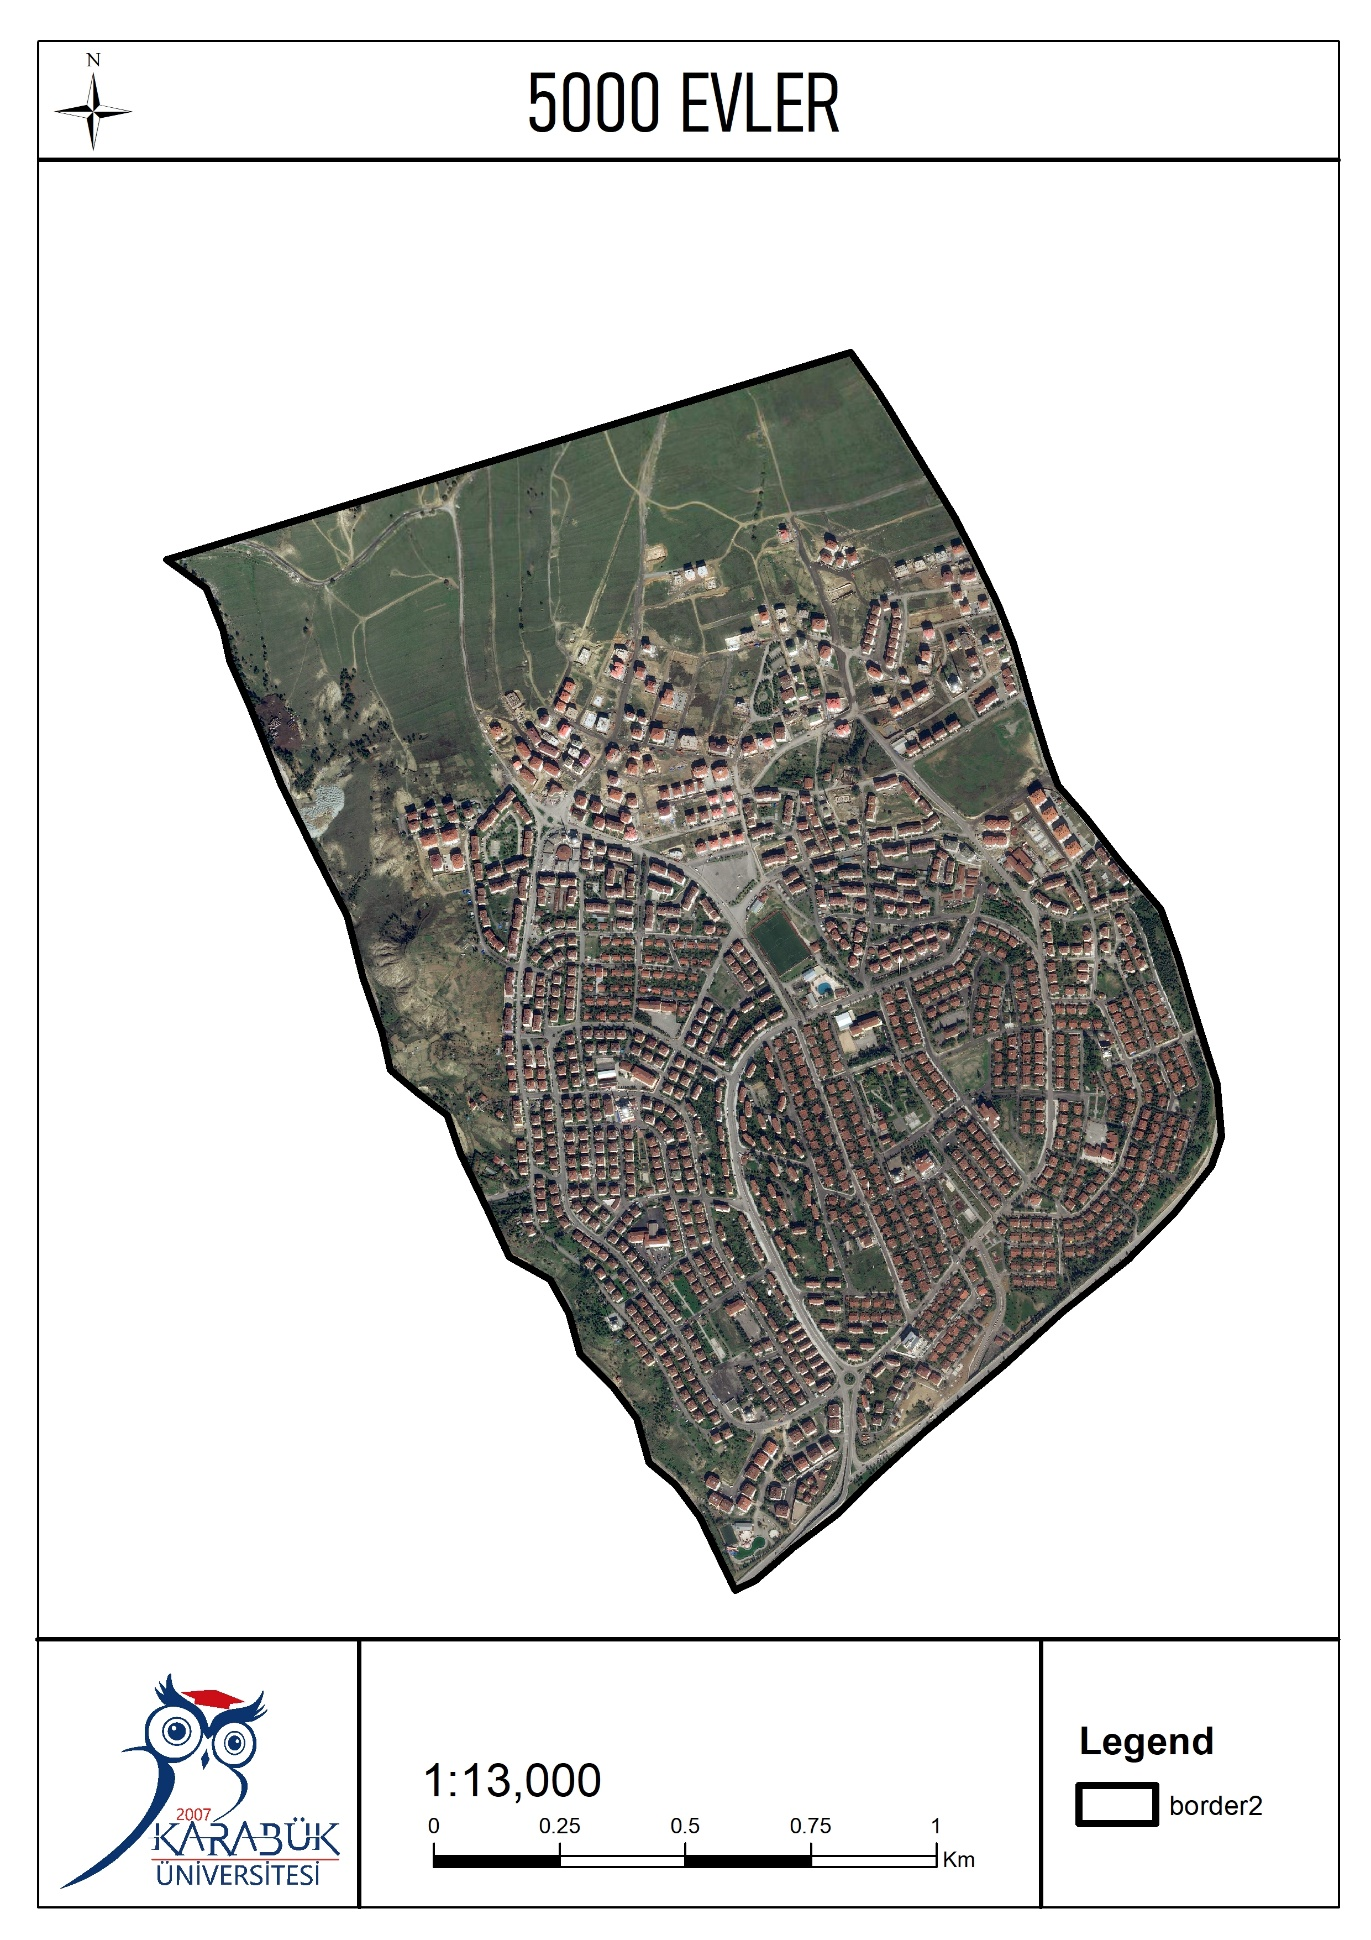 N
5000 EVLER
2007
KARABÜK
ÜNİVERSİTESİ
1:13,000
0 0.25 0.5 0.75 1
Km
Legend
border2